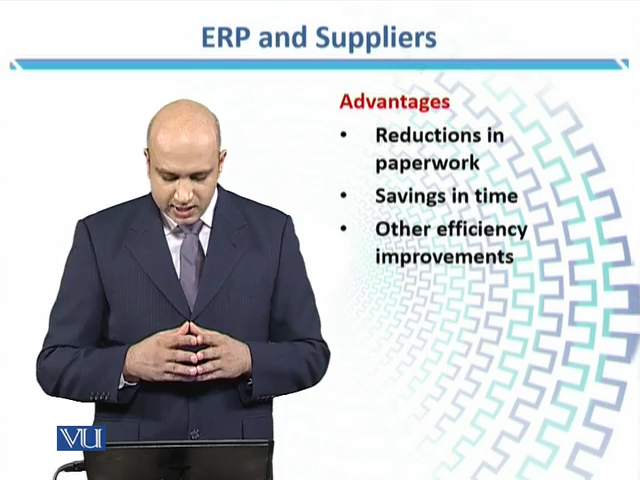 ERP and Suppliers
Advantages
• Reductions in
paperwork
• Savings in time
• Other efficiency
improvements
VU